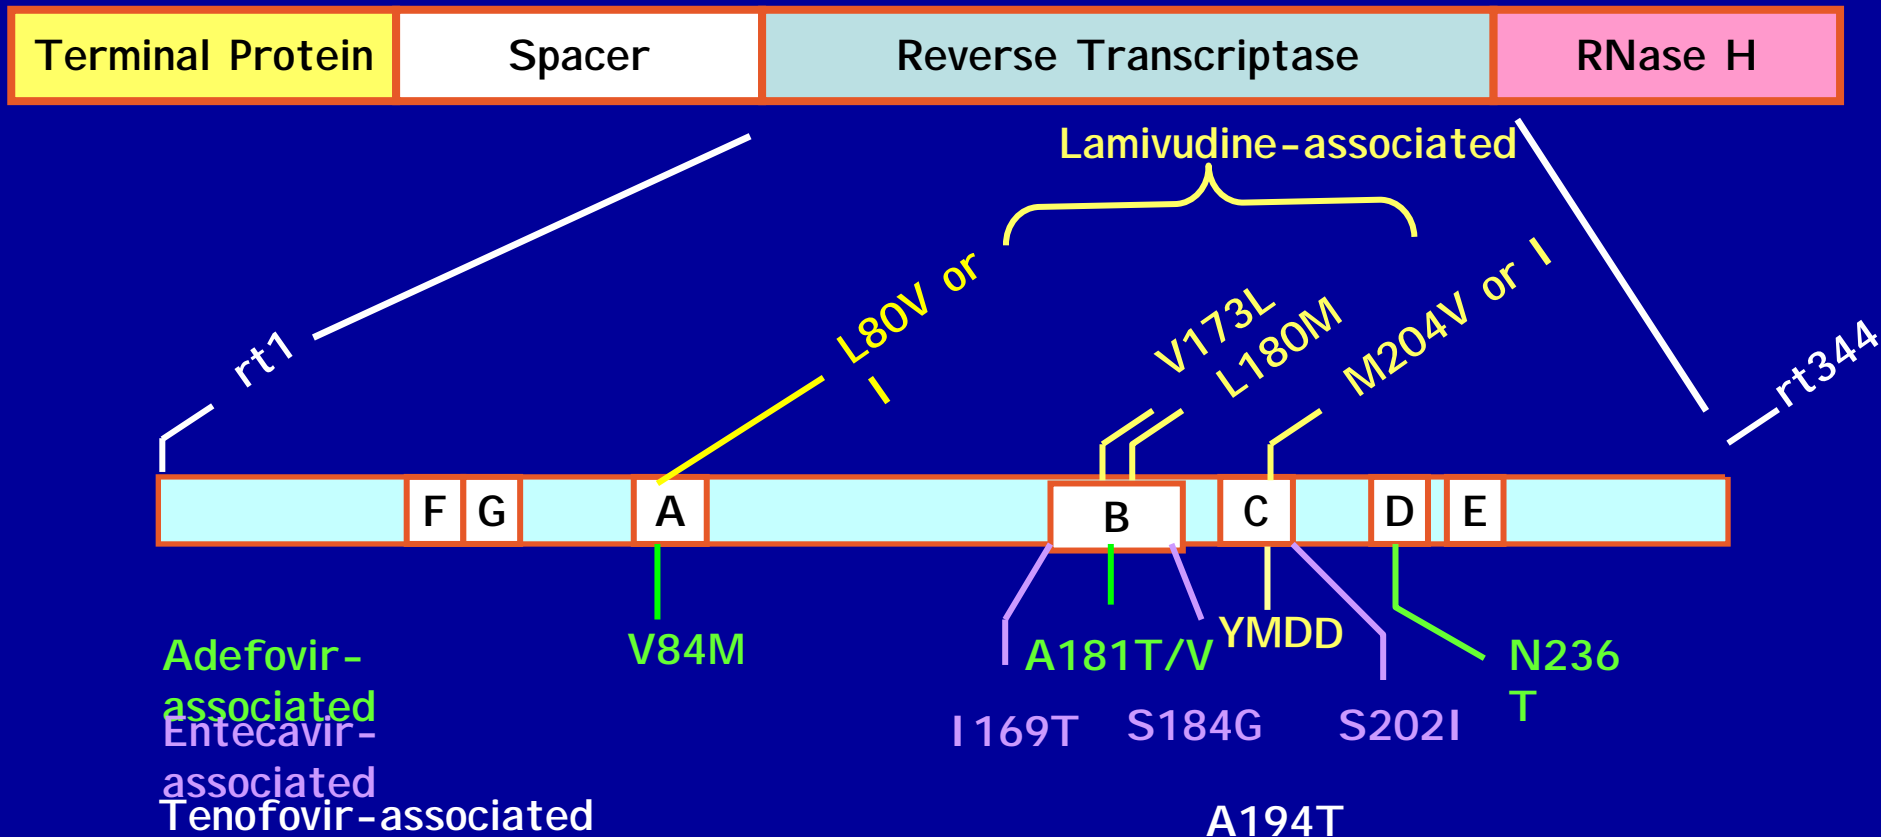 Terminal Protein
Spacer
Reverse Transcriptase
RNase H
Lamivudine-associated
rt1
L80V or
I
V173L
L180M
M204V or I
rt344
F
G
A
B
C
D
E
Adefovir-
associated
V84M
A181T/V
YMDD
N236
T
Entecavir-
associated
I169T
S184G
S202I
Tenofovir-associated
A194T